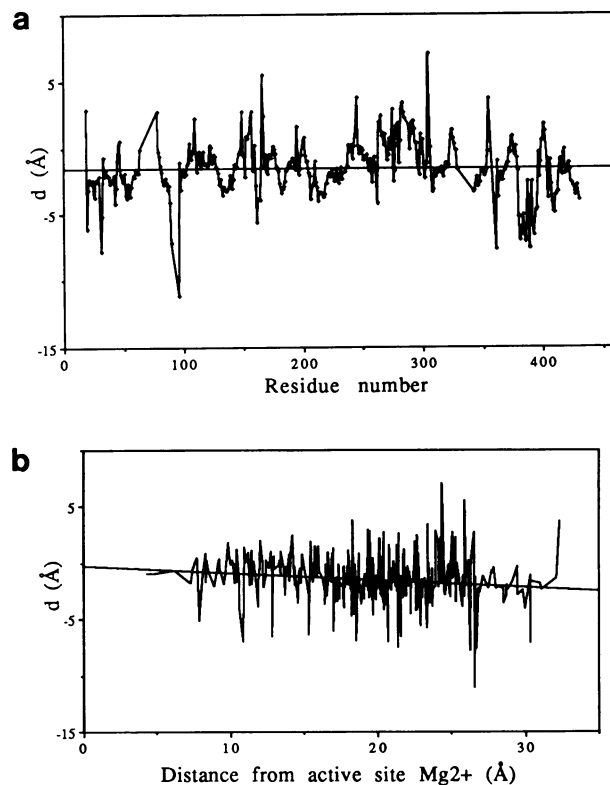 a
5
d (Å)
-5
-15
0 100 200 300 400
Residue number
b
5
d (Å)
-5
-15
0 10 20 30
Distance from active site Mg2+ (Å)